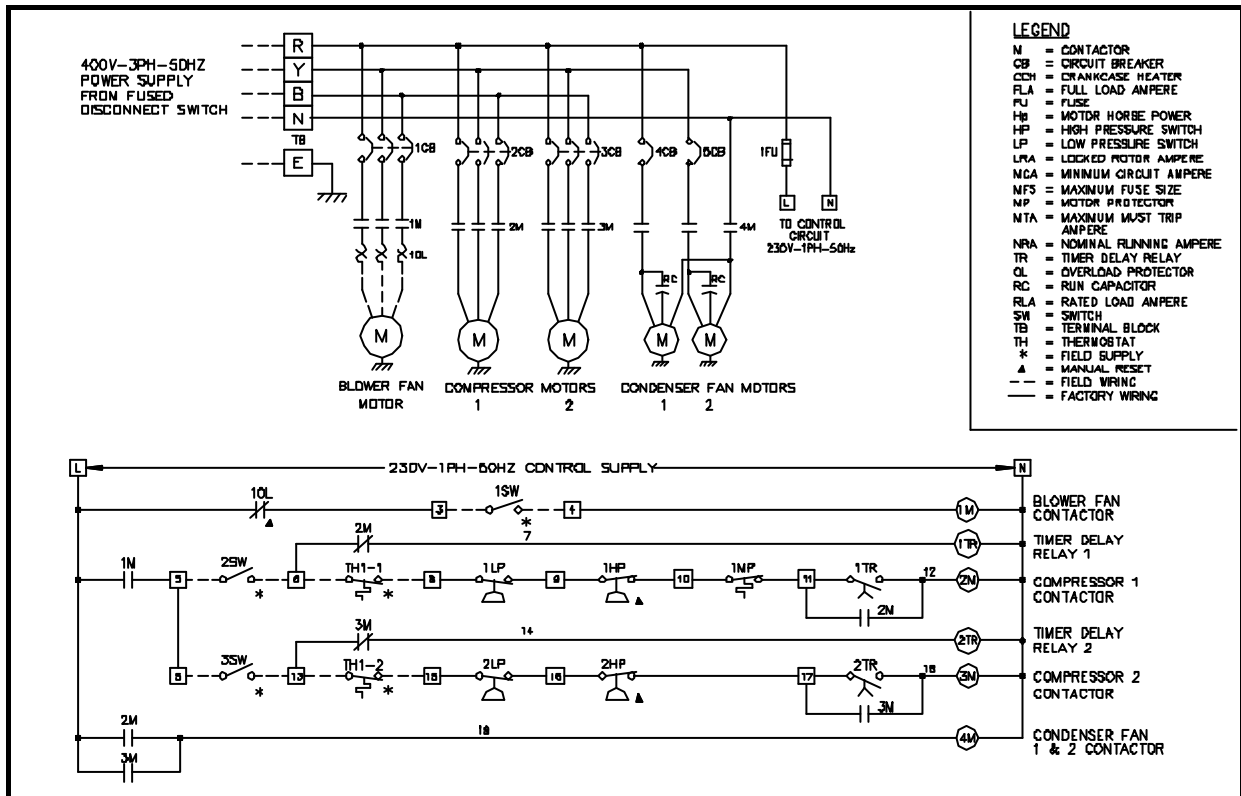 400V-3PH-50HZ
POWER SUPPLY
FROM FUSED
DISCONNECT SWITCH
R
Y
B
N
TB
E
1CB
2CB
3CB
4CB
5CB
1FU
L
N
TO CONTROL
CIRCUIT
230V-1PH-50Hz
1M
2M
3M
4M
1OL
RC
RC
M
M
M
M
M
BLOWER FAN
MOTOR
COMPRESSOR MOTORS
1 2
CONDENSER FAN MOTORS
1 2
LEGEND
M = CONTACTOR
CB = CIRCUIT BREAKER
CCH = CRANKCASE HEATER
FLA = FULL LOAD AMPERE
FU = FUSE
Hp = MOTOR HORSE POWER
HP = HIGH PRESSURE SWITCH
LP = LOW PRESSURE SWITCH
LRA = LOCKED ROTOR AMPERE
MCA = MINIMUM CIRCUIT AMPERE
MFS = MAXIMUM FUSE SIZE
MP = MOTOR PROTECTOR
MTA = MAXIMUM MUST TRIP
AMPERE
NRA = NOMINAL RUNNING AMPERE
TR = TIMER DELAY RELAY
OL = OVERLOAD PROTECTOR
RC = RUN CAPACITOR
RLA = RATED LOAD AMPERE
SW = SWITCH
TB = TERMINAL BLOCK
TH = THERMOSTAT
* = FIELD SUPPLY
▲ = MANUAL RESET
--- = FIELD WIRING
— = FACTORY WIRING
L 230V-1PH-50HZ CONTROL SUPPLY N
1OL 3 1SW * 4 1M
BLOWER FAN
CONTACTOR
2M 7 1TR
TIMER DELAY
RELAY 1
1M 5 2SW * 6 TH1-1 * 8 1LP 9 1HP 10 1MP 11 1TR 12 2M
2M
COMPRESSOR 1
CONTACTOR
3M 14 2TR
TIMER DELAY
RELAY 2
5 3SW * 13 TH1-2 * 15 2LP 16 2HP 17 2TR 18 3M
3M
COMPRESSOR 2
CONTACTOR
2M 4M
3M
CONDENSER FAN
1 & 2 CONTACTOR